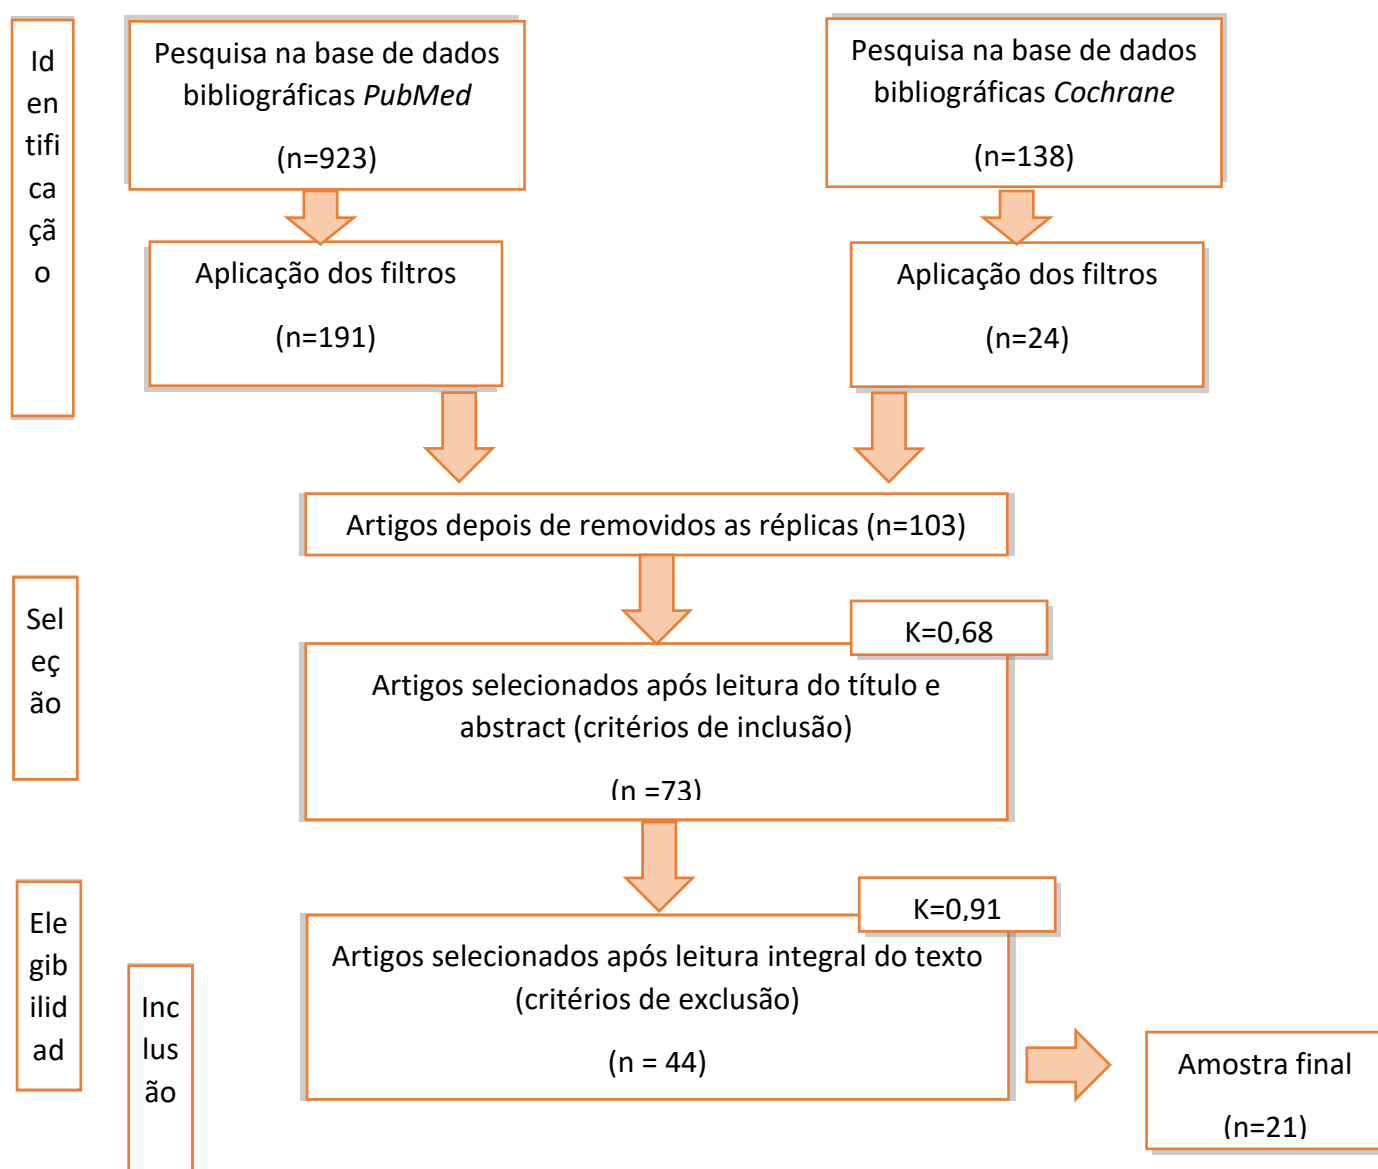 Id
en
tifi
ca
çã
o
Pesquisa na base de dados
bibliográficas PubMed
(n=923)
Pesquisa na base de dados
bibliográficas Cochrane
(n=138)
Aplicação dos filtros
(n=191)
Aplicação dos filtros
(n=24)
Artigos depois de removidos as réplicas (n=103)
Sel
eç
ão
K=0,68
Artigos selecionados após leitura do título e
abstract (critérios de inclusão)
(n =73)
Ele
gib
ilid
ad
K=0,91
Artigos selecionados após leitura integral do texto
(critérios de exclusão)
(n = 44)
Inc
lus
ão
Amostra final
(n=21)